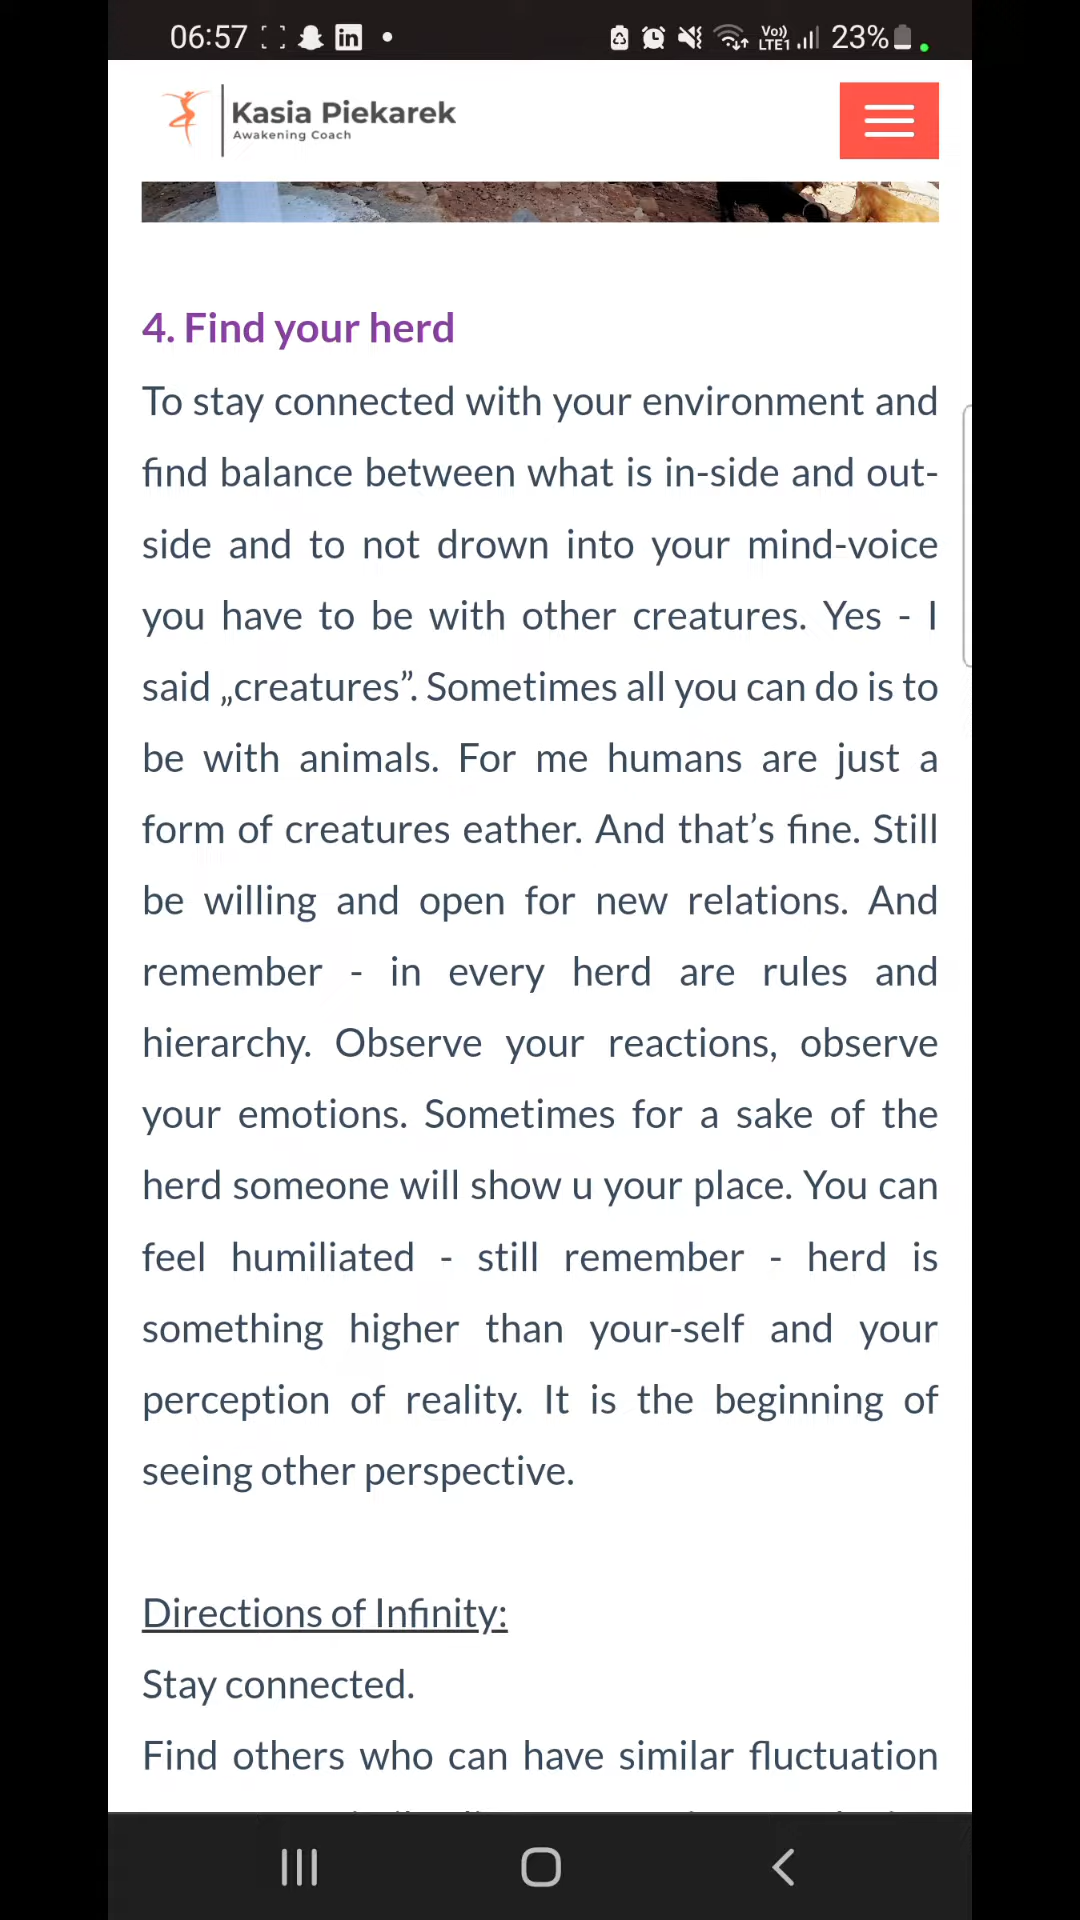 06:57 in Vo)) LTE1 23%
Kasia Piekarek
Awakening Coach
4. Find your herd
To stay connected with your environment and
find balance between what is in-side and out-
side and to not drown into your mind-voice
you have to be with other creatures. Yes - I
said „creatures”. Sometimes all you can do is to
be with animals. For me humans are just a
form of creatures eather. And that’s fine. Still
be willing and open for new relations. And
remember - in every herd are rules and
hierarchy. Observe your reactions, observe
your emotions. Sometimes for a sake of the
herd someone will show u your place. You can
feel humiliated - still remember - herd is
something higher than your-self and your
perception of reality. It is the beginning of
seeing other perspective.
Directions of Infinity:
Stay connected.
Find others who can have similar fluctuation